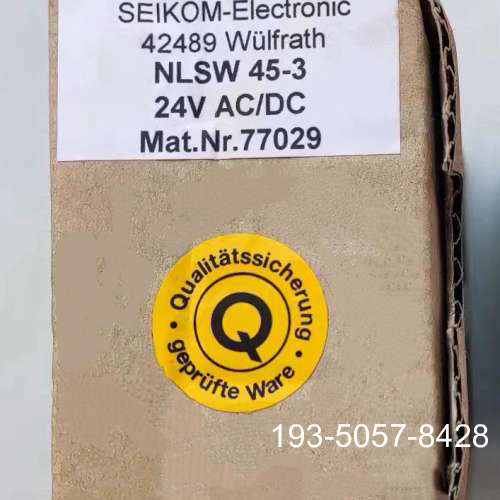 SEIKOM-Electronic
42489 Wülfrath
NLSW 45-3
24V AC/DC
Mat.Nr.77029
• Qualitätssicherung •
Q
geprüfte Ware
193-5057-8428